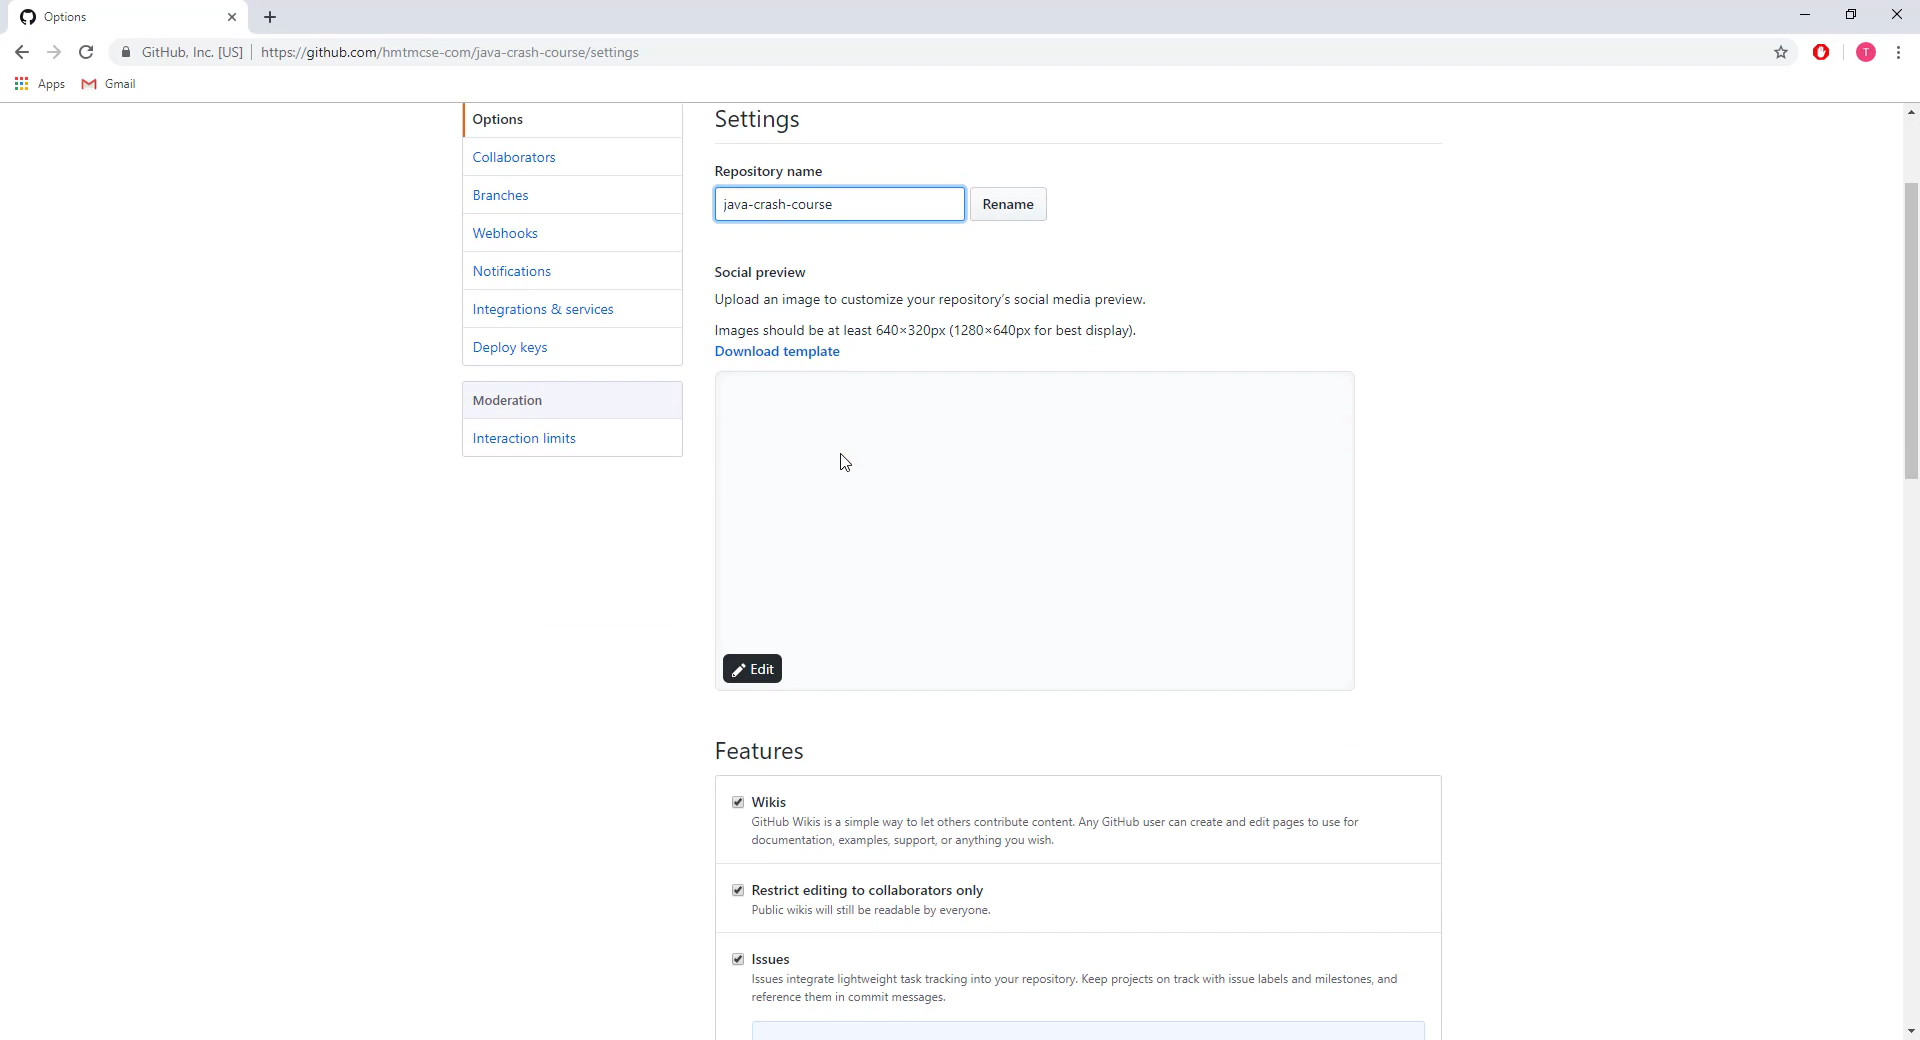 Options
GitHub, Inc. [US] https://github.com/hmtmcse-com/java-crash-course/settings
T
Apps Gmail
Options
Collaborators
Branches
Webhooks
Notifications
Integrations & services
Deploy keys
Moderation
Interaction limits
Settings
Repository name
java-crash-course Rename
Social preview
Upload an image to customize your repository's social media preview.
Images should be at least 640×320px (1280×640px for best display).
Download template
Edit
Features
Wikis
GitHub Wikis is a simple way to let others contribute content. Any GitHub user can create and edit pages to use for
documentation, examples, support, or anything you wish.
Restrict editing to collaborators only
Public wikis will still be readable by everyone.
Issues
Issues integrate lightweight task tracking into your repository. Keep projects on track with issue labels and milestones, and
reference them in commit messages.